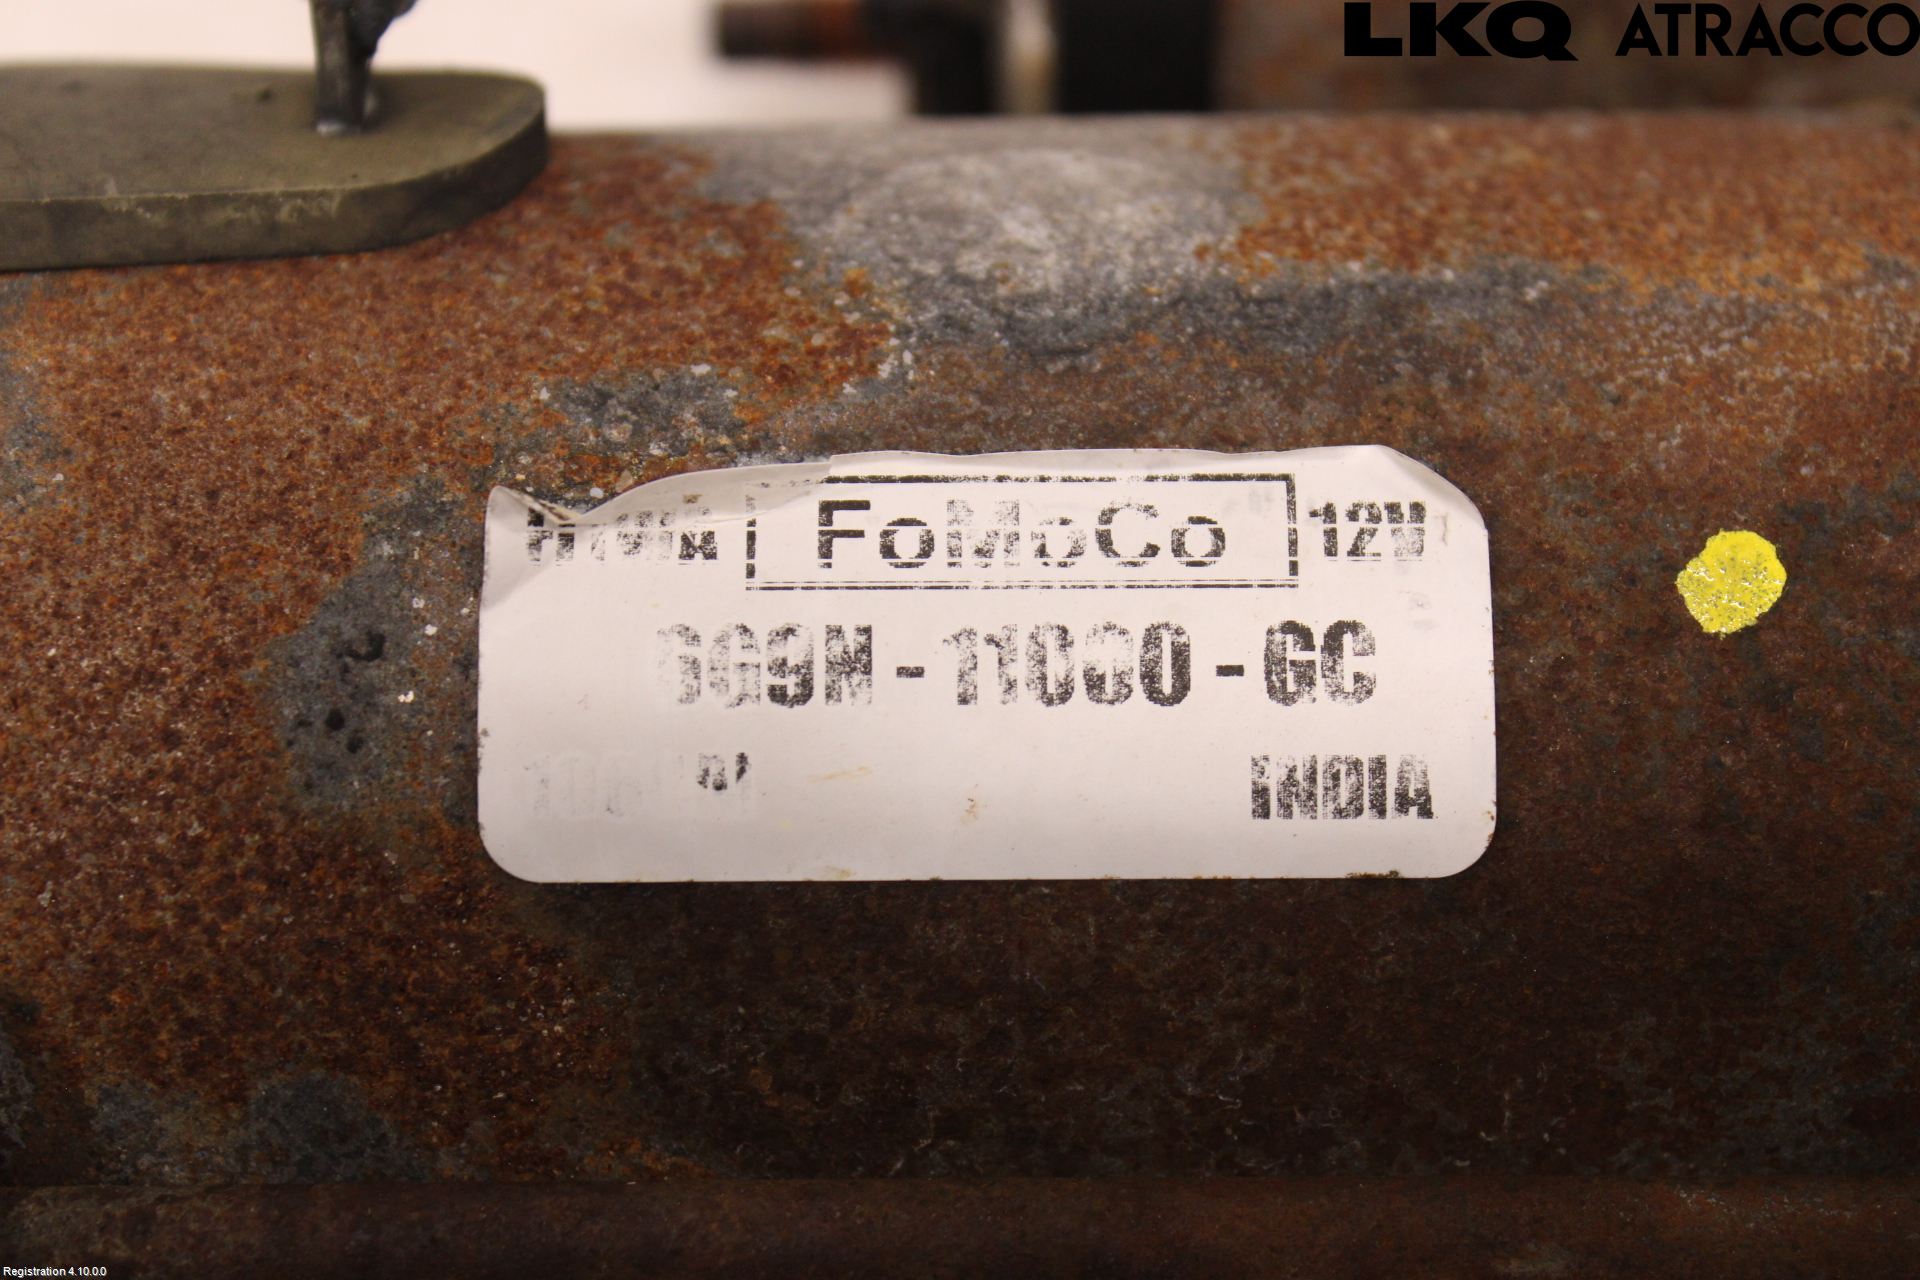 LKQ ATRACCO
FoMoCo 12V
6G9N-11000-GC
INDIA
Registration 4.10.0.0